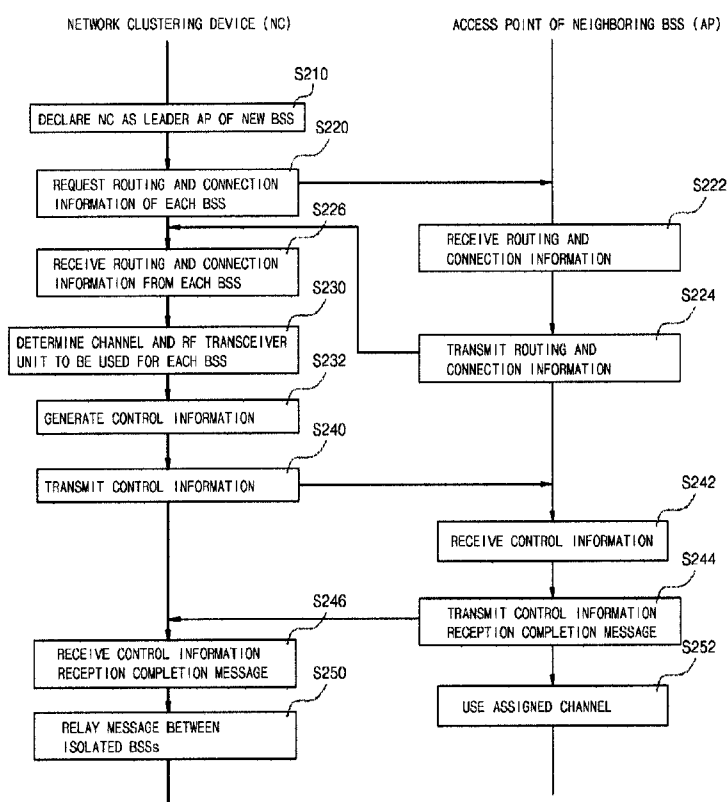 NETWORK CLUSTERING DEVICE (NC)
ACCESS POINT OF NEIGHBORING BSS (AP)
S210
DECLARE NC AS LEADER AP OF NEW BSS
S220
REQUEST ROUTING AND CONNECTION
INFORMATION OF EACH BSS
S222
RECEIVE ROUTING AND
CONNECTION INFORMATION
S226
RECEIVE ROUTING AND CONNECTION
INFORMATION FROM EACH BSS
S224
TRANSMIT ROUTING AND
CONNECTION INFORMATION
S230
DETERMINE CHANNEL AND RF TRANSCEIVER
UNIT TO BE USED FOR EACH BSS
S232
GENERATE CONTROL INFORMATION
S240
TRANSMIT CONTROL INFORMATION
S242
RECEIVE CONTROL INFORMATION
S244
TRANSMIT CONTROL INFORMATION
RECEPTION COMPLETION MESSAGE
S246
RECEIVE CONTROL INFORMATION
RECEPTION COMPLETION MESSAGE
S252
USE ASSIGNED CHANNEL
S250
RELAY MESSAGE BETWEEN
ISOLATED BSSs